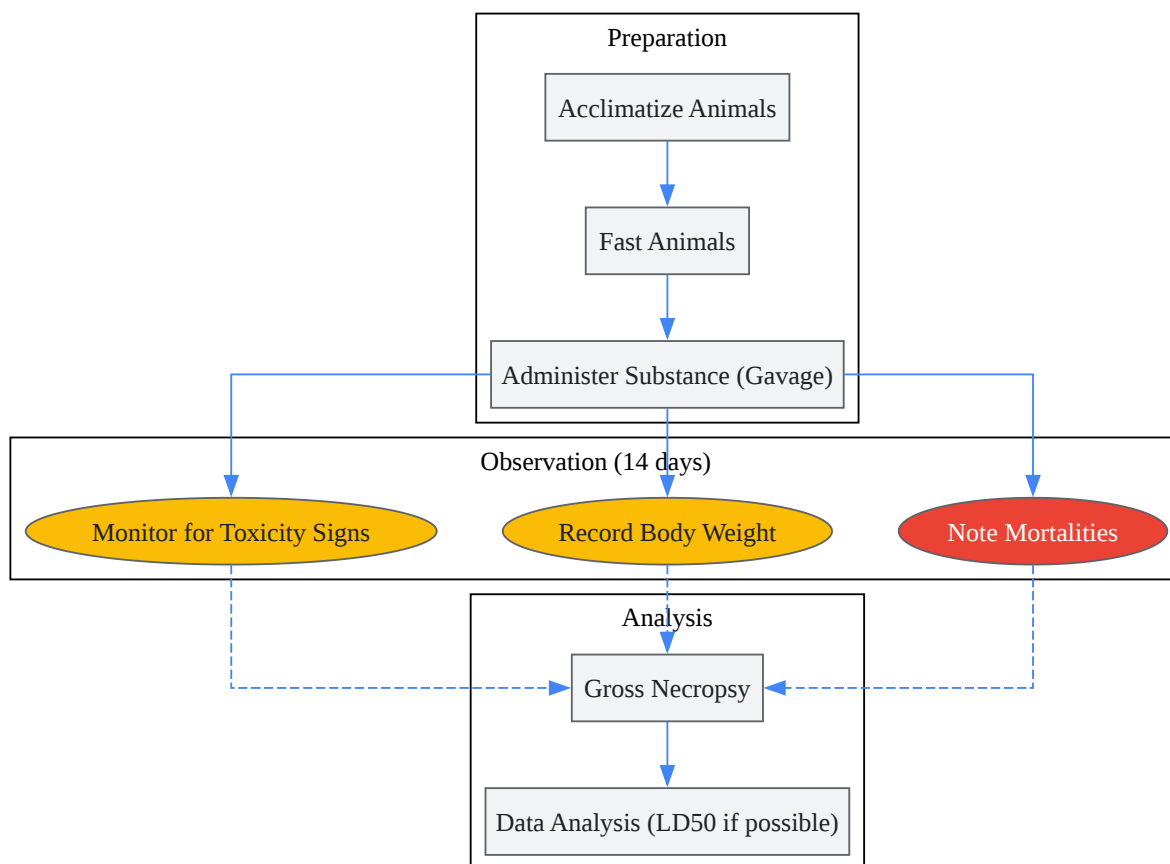 Preparation
Acclimatize Animals
Fast Animals
Administer Substance (Gavage)
Observation (14 days)
Monitor for Toxicity Signs
Record Body Weight
Note Mortalities
Analysis
Gross Necropsy
Data Analysis (LD50 if possible)